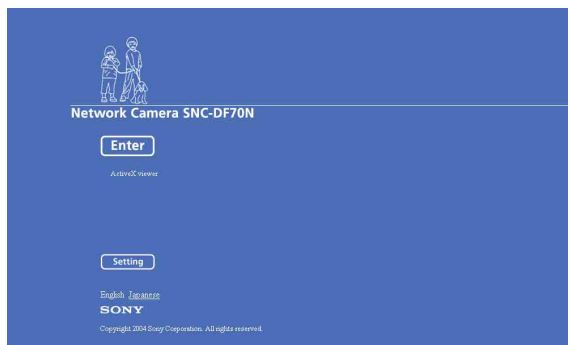 Network Camera SNC-DF70N
Enter
ActiveX viewer
Setting
English Japanese
SONY
Copyright 2004 Sony Corporation. All rights reserved.